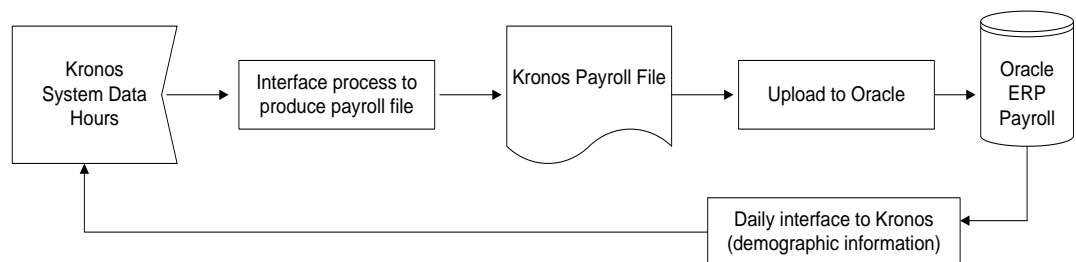 Kronos
System Data
Hours
Interface process to
produce payroll file
Kronos Payroll File
Upload to Oracle
Oracle
ERP
Payroll
Daily interface to Kronos
(demographic information)